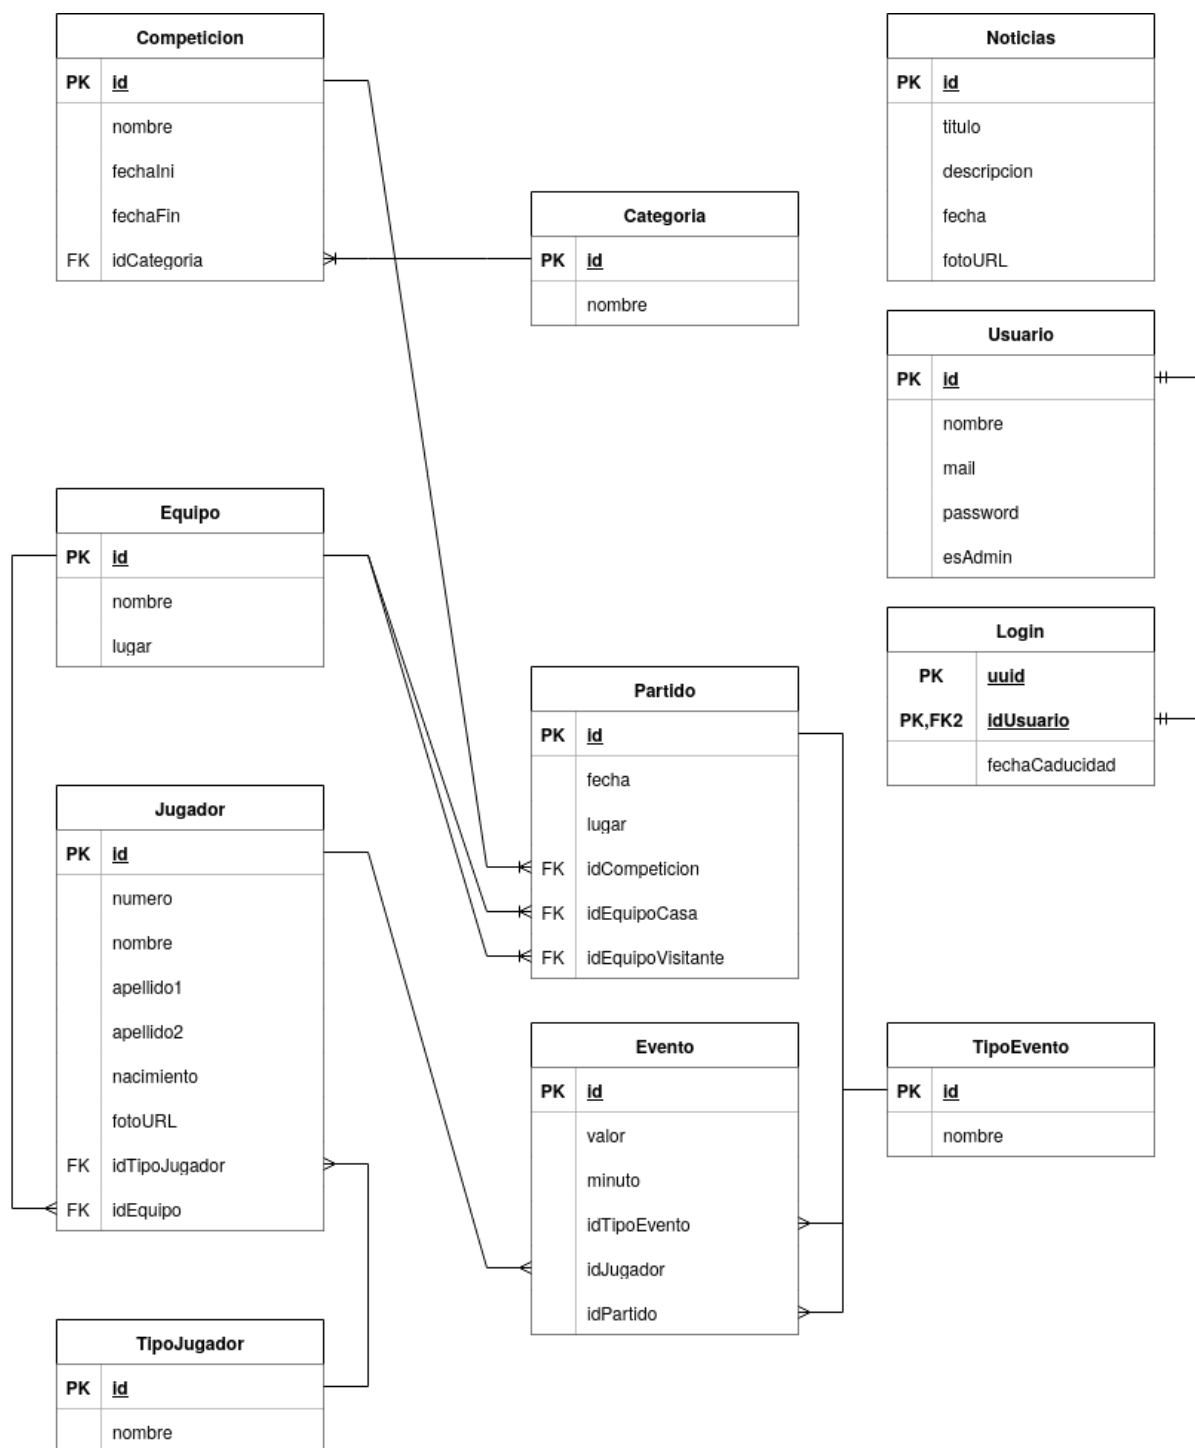 Competicion
PK id
nombre
fechaIni
fechaFin
FK idCategoria
Categoria
PK id
nombre
Noticias
PK id
titulo
descripcion
fecha
fotoURL
Usuario
PK id
nombre
mail
password
esAdmin
Login
PK uuid
PK,FK2 idUsuario
fechaCaducidad
Equipo
PK id
nombre
lugar
Partido
PK id
fecha
lugar
FK idCompeticion
FK idEquipoCasa
FK idEquipoVisitante
Jugador
PK id
numero
nombre
apellido1
apellido2
nacimiento
fotoURL
FK idTipoJugador
FK idEquipo
Evento
PK id
valor
minuto
idTipoEvento
idJugador
idPartido
TipoEvento
PK id
nombre
TipoJugador
PK id
nombre